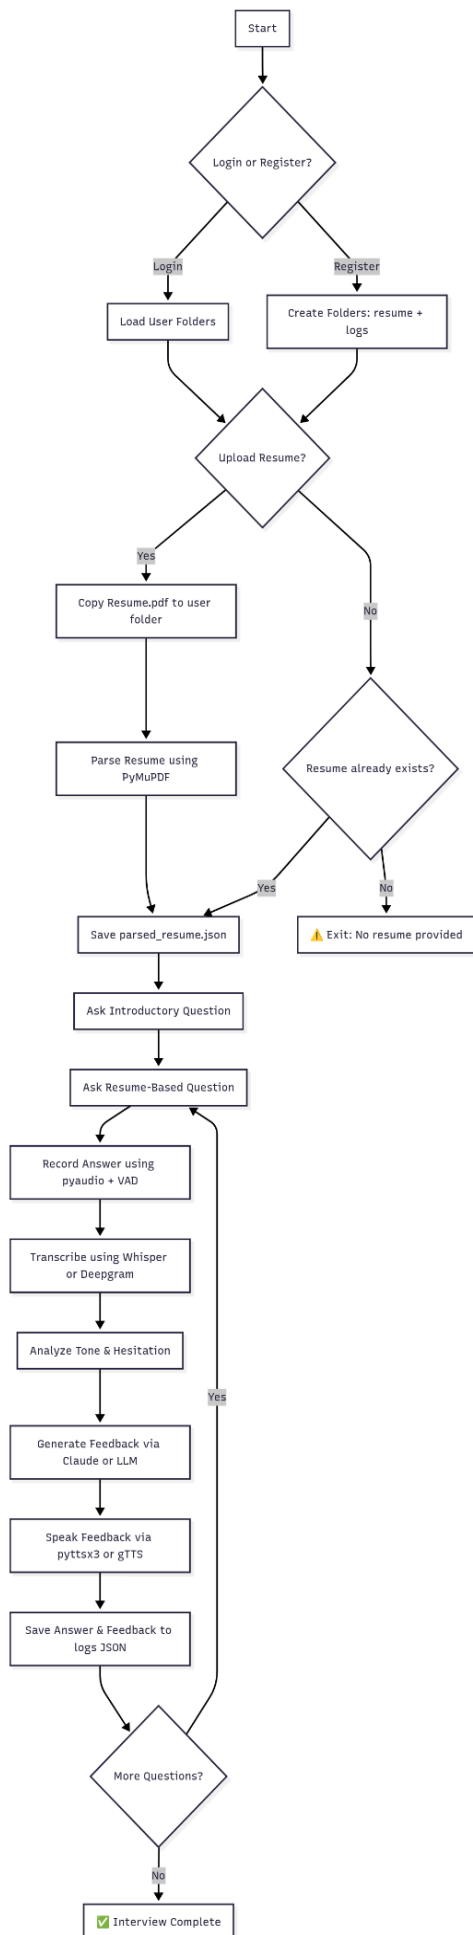 Start
Login or Register?
Login
Register
Load User Folders
Create Folders: resume +
logs
Upload Resume?
Yes
No
Copy Resume.pdf to user
folder
Parse Resume using
PyMuPDF
Resume already exists?
Yes
No
Save parsed_resume.json
⚠️ Exit: No resume provided
Ask Introductory Question
Ask Resume-Based Question
Record Answer using
pyaudio + VAD
Transcribe using Whisper
or Deepgram
Analyze Tone & Hesitation
Yes
Generate Feedback via
Claude or LLM
Speak Feedback via
pyttsx3 or gTTS
Save Answer & Feedback to
logs JSON
More Questions?
No
✅ Interview Complete